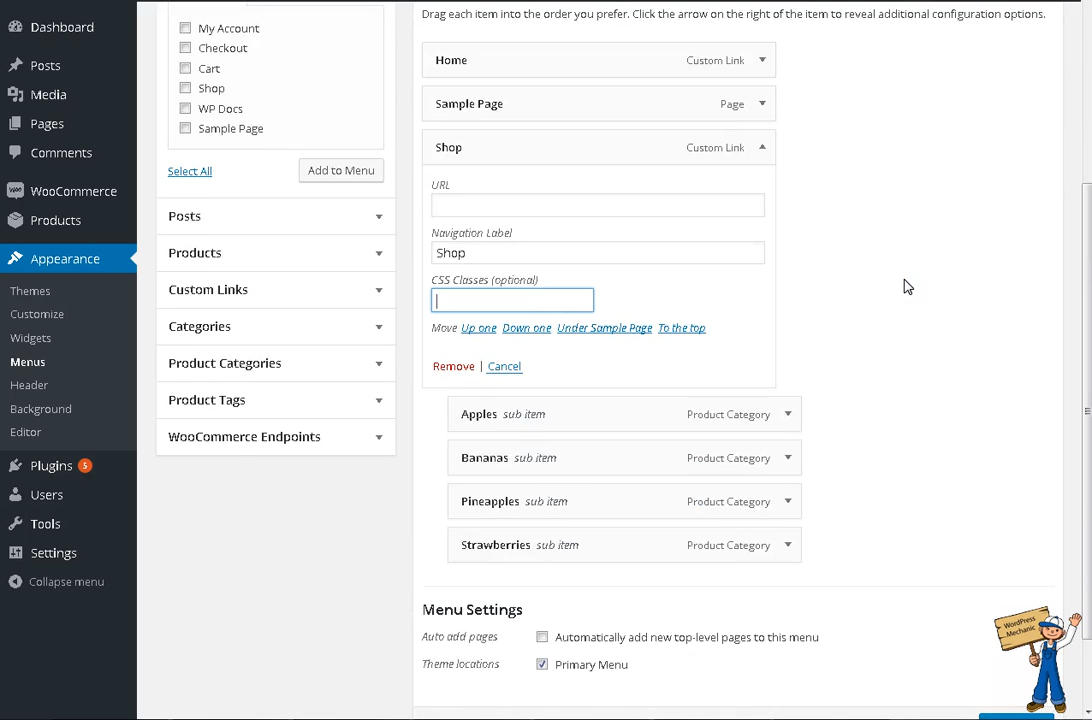 Dashboard
Posts
Media
Pages
Comments
WooCommerce
Products
Appearance
Themes
Customize
Widgets
Menus
Header
Background
Editor
Plugins 5
Users
Tools
Settings
Collapse menu
My Account
Checkout
Cart
Shop
WP Docs
Sample Page
Select All Add to Menu
Posts
Products
Custom Links
Categories
Product Categories
Product Tags
WooCommerce Endpoints
Drag each item into the order you prefer. Click the arrow on the right of the item to reveal additional configuration options.
Home Custom Link
Sample Page Page
Shop Custom Link
URL
Navigation Label
Shop
CSS Classes (optional)
Move Up one Down one Under Sample Page To the top
Remove | Cancel
Apples sub item Product Category
Bananas sub item Product Category
Pineapples sub item Product Category
Strawberries sub item Product Category
Menu Settings
Auto add pages Automatically add new top-level pages to this menu
Theme locations Primary Menu
WordPress
Mechanic